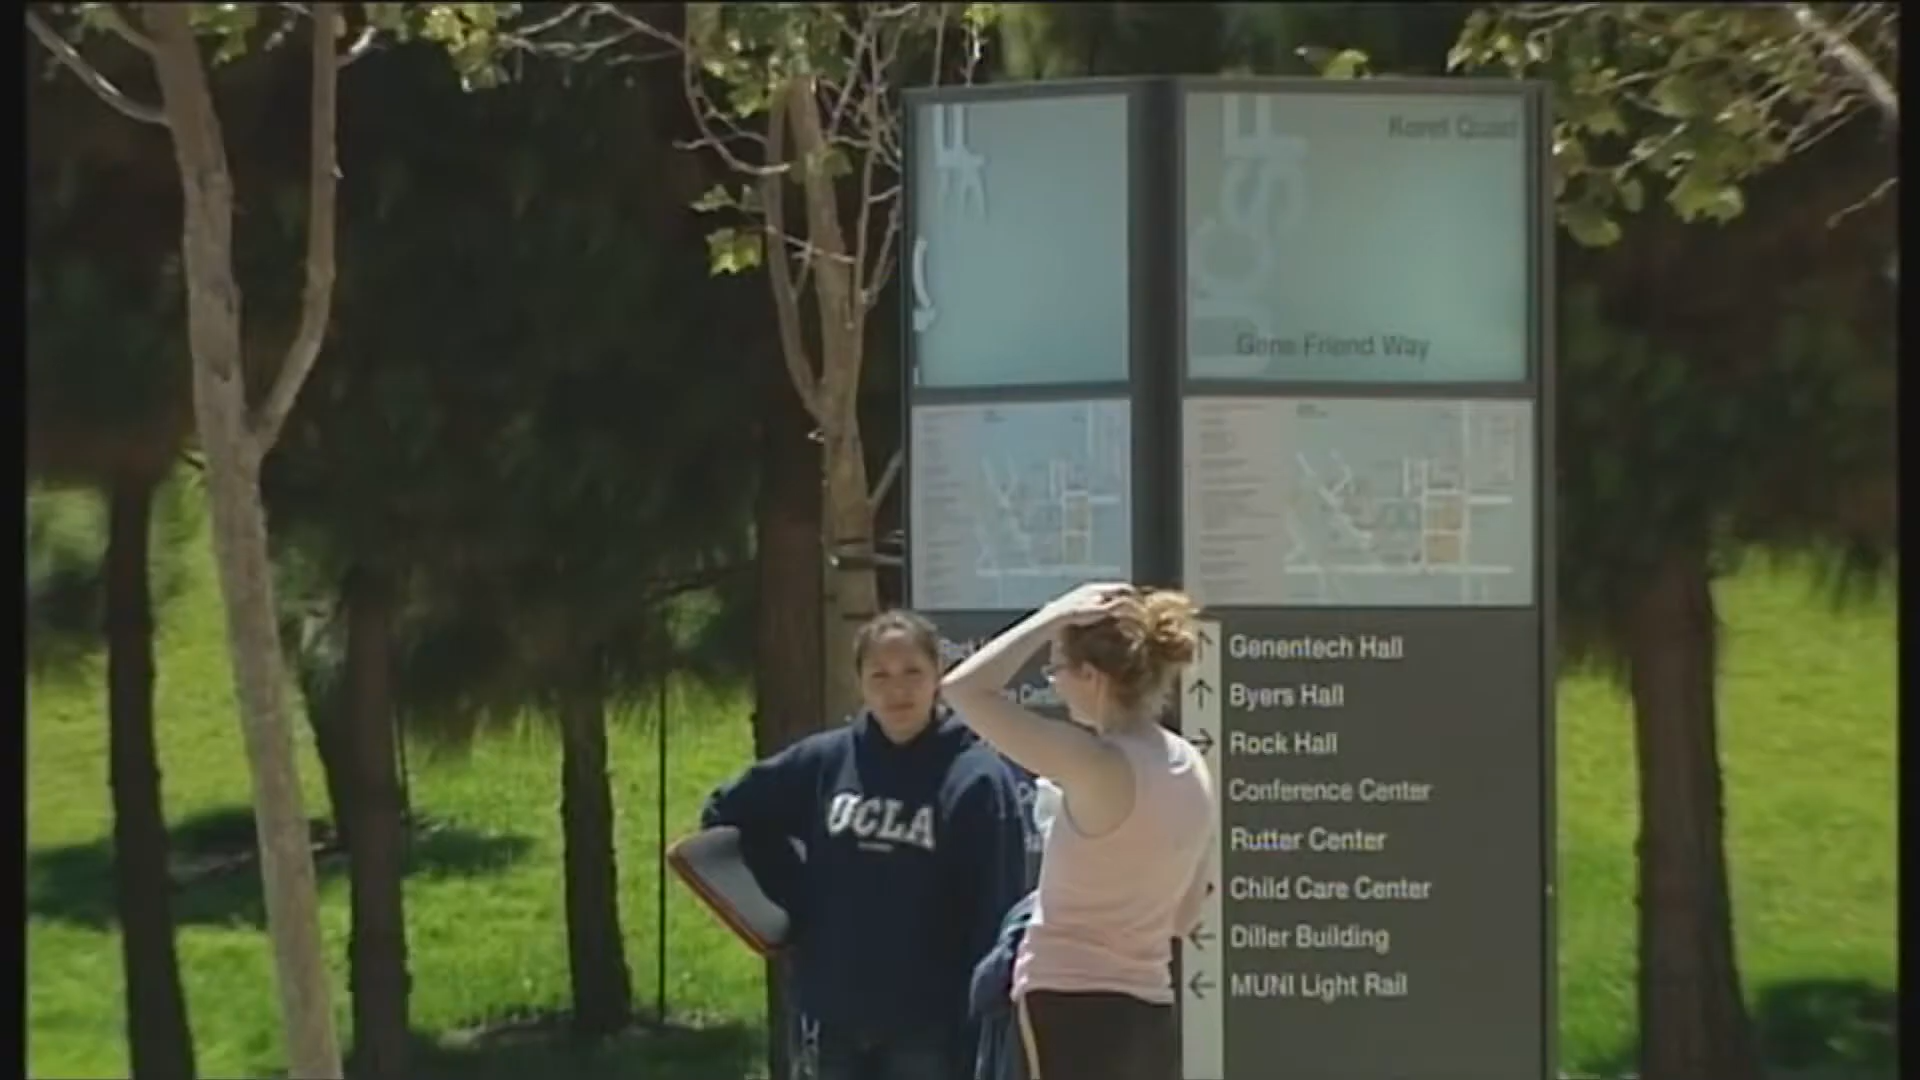 Koret Quad
UCSF
Gene Friend Way
Genentech Hall
Byers Hall
Rock Hall
Conference Center
Rutter Center
Child Care Center
Diller Building
MUNI Light Rail
UCLA